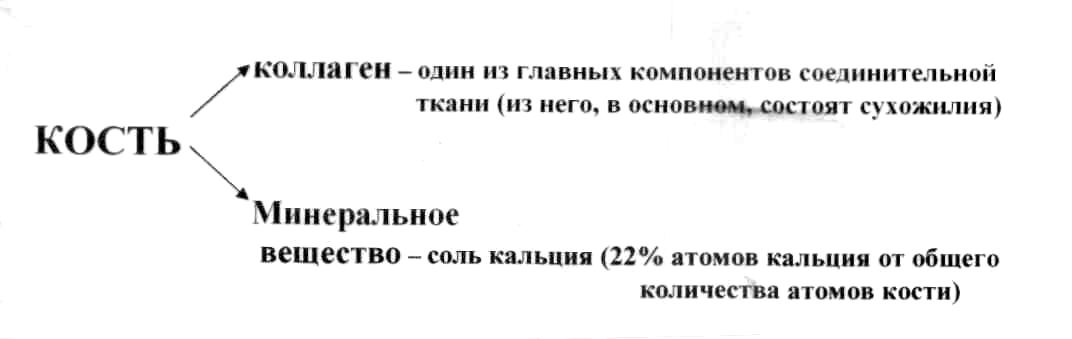 коллаген – один из главных компонентов соединительной
ткани (из него, в основном, состоят сухожилия)
КОСТЬ
Минеральное
вещество – соль кальция (22% атомов кальция от общего
количества атомов кости)